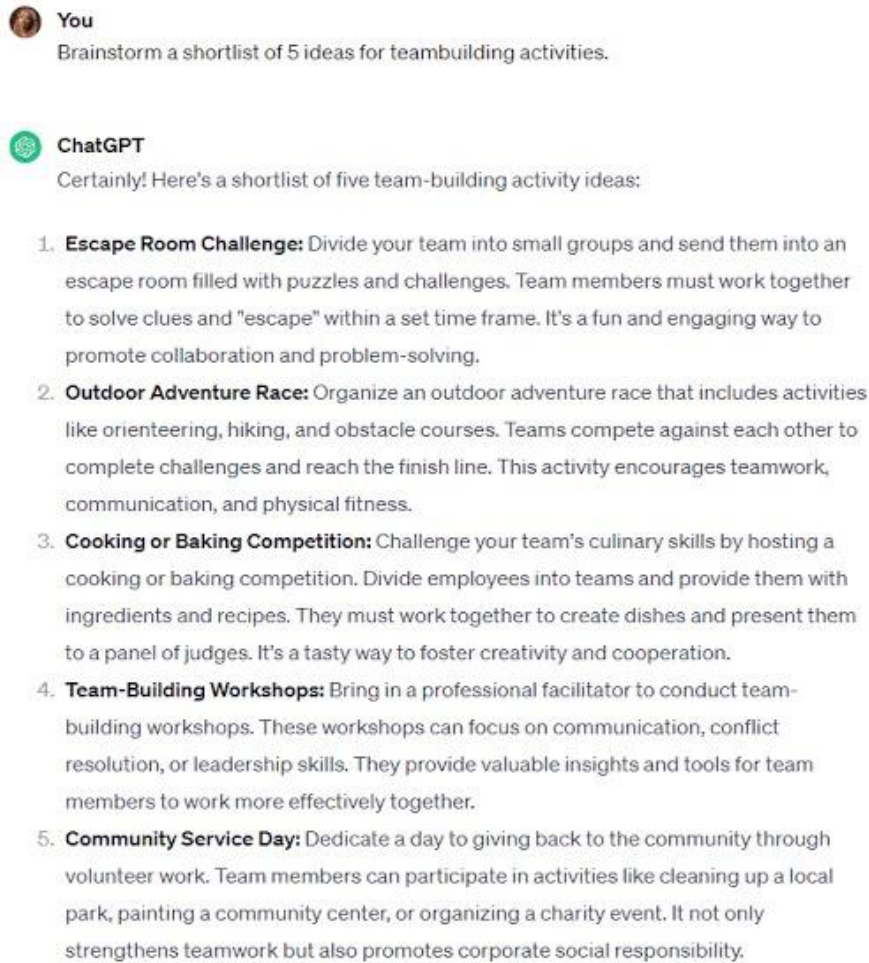 You
Brainstorm a shortlist of 5 ideas for teambuilding activities.
ChatGPT
Certainly! Here's a shortlist of five team-building activity ideas:
1. Escape Room Challenge: Divide your team into small groups and send them into an
escape room filled with puzzles and challenges. Team members must work together
to solve clues and "escape" within a set time frame. It's a fun and engaging way to
promote collaboration and problem-solving.
2. Outdoor Adventure Race: Organize an outdoor adventure race that includes activities
like orienteering, hiking, and obstacle courses. Teams compete against each other to
complete challenges and reach the finish line. This activity encourages teamwork,
communication, and physical fitness.
3. Cooking or Baking Competition: Challenge your team's culinary skills by hosting a
cooking or baking competition. Divide employees into teams and provide them with
ingredients and recipes. They must work together to create dishes and present them
to a panel of judges. It's a tasty way to foster creativity and cooperation.
4. Team-Building Workshops: Bring in a professional facilitator to conduct team-
building workshops. These workshops can focus on communication, conflict
resolution, or leadership skills. They provide valuable insights and tools for team
members to work more effectively together.
5. Community Service Day: Dedicate a day to giving back to the community through
volunteer work. Team members can participate in activities like cleaning up a local
park, painting a community center, or organizing a charity event. It not only
strengthens teamwork but also promotes corporate social responsibility.